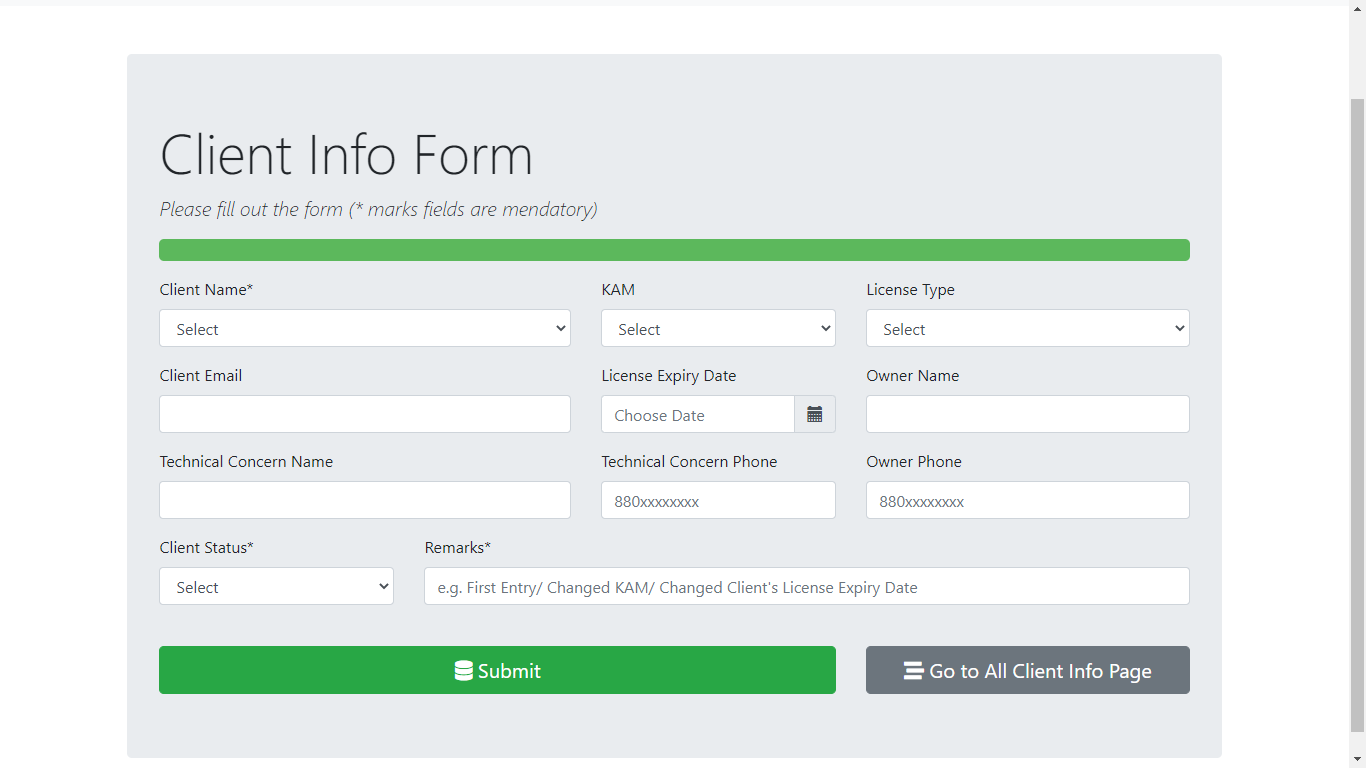 Client Info Form
Please fill out the form (* marks fields are mendatory)
Client Name* KAM License Type
Select Select Select
Client Email License Expiry Date Owner Name
Choose Date
Technical Concern Name Technical Concern Phone Owner Phone
880xxxxxxxx 880xxxxxxxx
Client Status* Remarks*
Select e.g. First Entry/ Changed KAM/ Changed Client's License Expiry Date
Submit Go to All Client Info Page